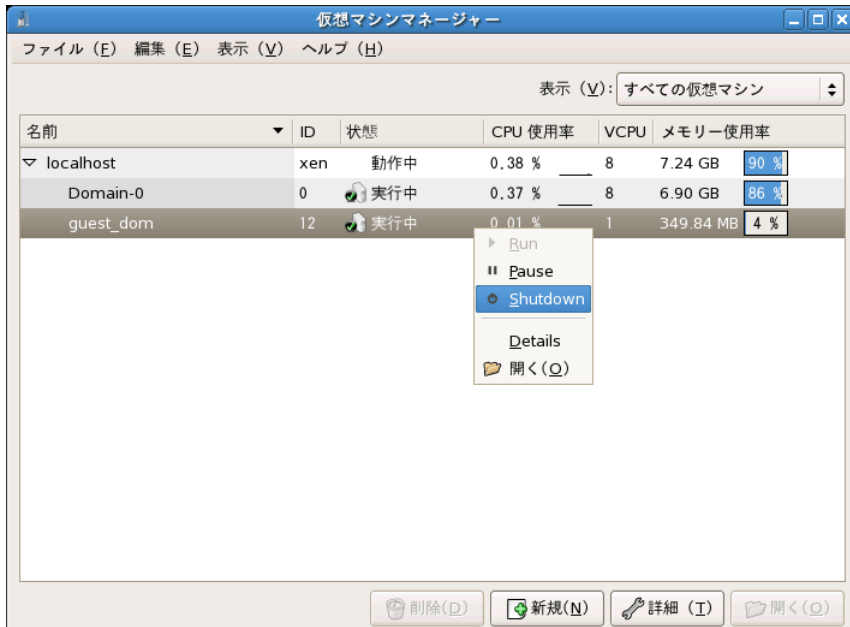 仮想マシンマネージャー
ファイル (F) 編集 (E) 表示 (V) ヘルプ (H)
表示 (V): すべての仮想マシン
名前 ID 状態 CPU 使用率 VCPU メモリー使用率
localhost xen 動作中 0.38 % 8 7.24 GB 90 %
Domain-0 0 実行中 0.37 % 8 6.90 GB 86 %
guest_dom 12 実行中 0.01 % 1 349.84 MB 4 %
Run
Pause
Shutdown
Details
開く(O)
削除(D) 新規(N) 詳細 (T) 開く(O)